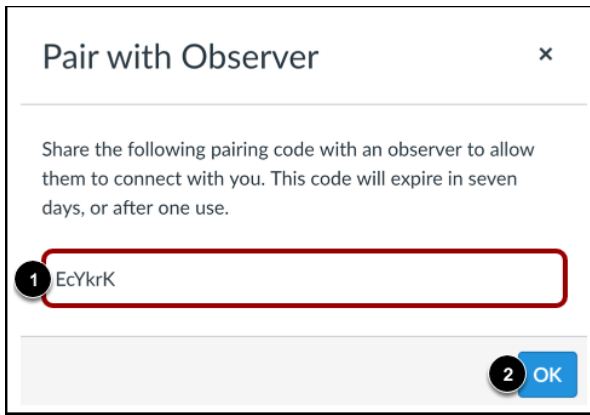 Pair with Observer ×
Share the following pairing code with an observer to allow
them to connect with you. This code will expire in seven
days, or after one use.
1 EcYkrK
2 OK